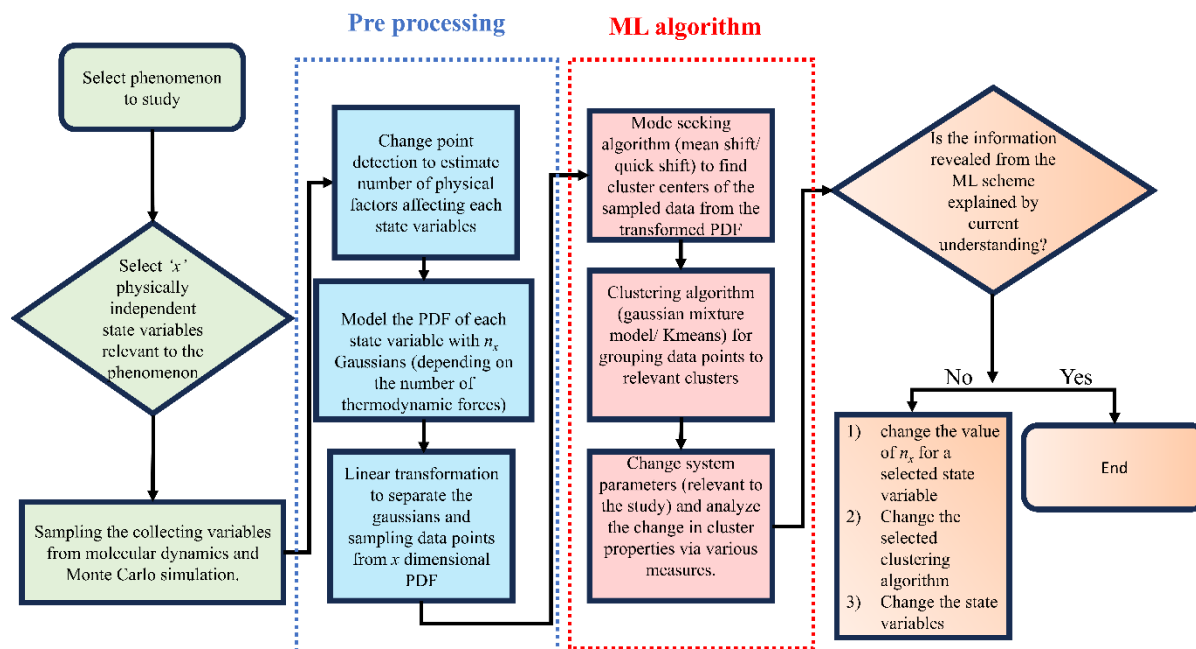 Pre processing
ML algorithm
Select phenomenon
to study
Select ‘x’
physically
independent
state variables
relevant to the
phenomenon
Sampling the collecting variables
from molecular dynamics and
Monte Carlo simulation.
Change point
detection to estimate
number of physical
factors affecting each
state variables
Model the PDF of each
state variable with nₓ
Gaussians (depending on
the number of
thermodynamic forces)
Linear transformation
to separate the
gaussians and
sampling data points
from x dimensional
PDF
Mode seeking
algorithm (mean shift/
quick shift) to find
cluster centers of the
sampled data from the
transformed PDF
Clustering algorithm
(gaussian mixture
model/ Kmeans) for
grouping data points to
relevant clusters
Change system
parameters (relevant to
the study) and analyze
the change in cluster
properties via various
measures.
Is the information
revealed from the
ML scheme
explained by
current
understanding?
No
Yes
1) change the value
of nₓ for a
selected state
variable
2) Change the
selected
clustering
algorithm
3) Change the state
variables
End